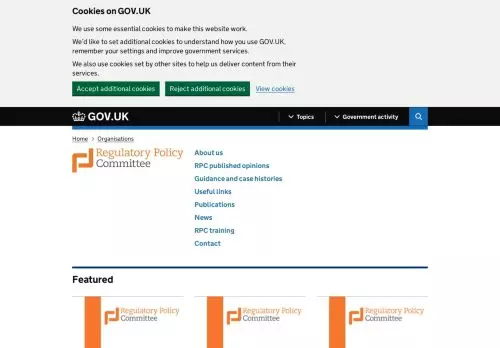 Cookies on GOV.UK
We use some essential cookies to make this website work.
We'd like to set additional cookies to understand how you use GOV.UK,
remember your settings and improve government services.
We also use cookies set by other sites to help us deliver content from their
services.
Accept additional cookies
Reject additional cookies
View cookies
GOV.UK
Topics
Government activity
Home > Organisations
Regulatory Policy
Committee
About us
RPC published opinions
Guidance and case histories
Useful links
Publications
News
RPC training
Contact
Featured
Regulatory Policy
Committee
Regulatory Policy
Committee
Regulatory Policy
Committee